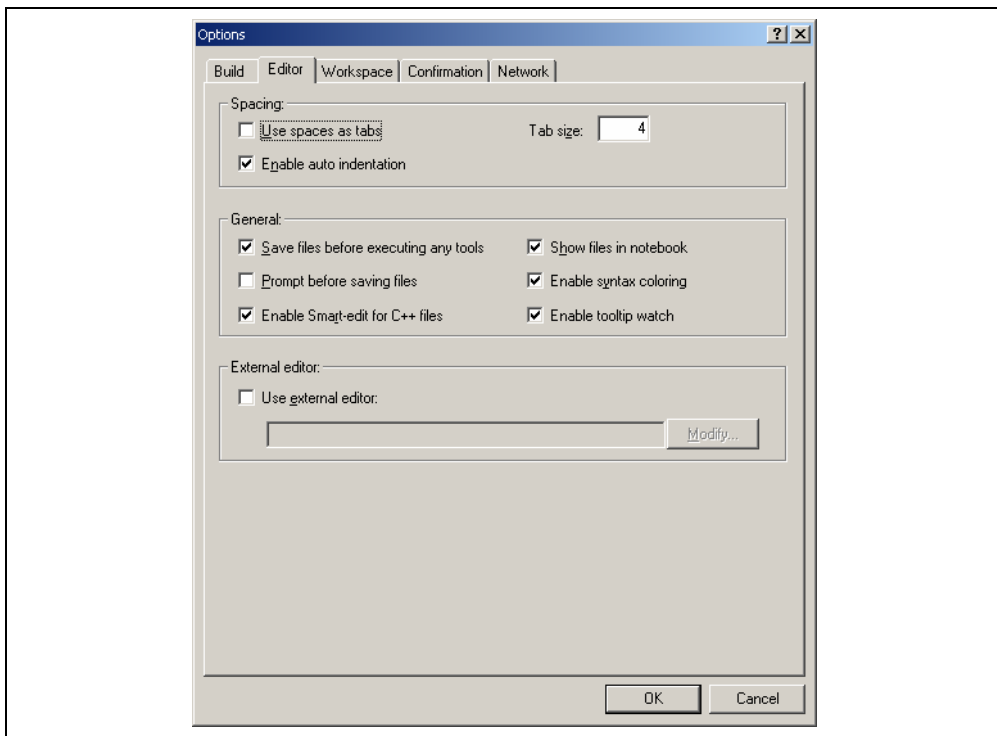 Options
Build Editor Workspace Confirmation Network
Spacing:
Use spaces as tabs Tab size: 4
Enable auto indentation
General:
Save files before executing any tools Show files in notebook
Prompt before saving files Enable syntax coloring
Enable Smart-edit for C++ files Enable tooltip watch
External editor:
Use external editor:
Modify...
OK Cancel